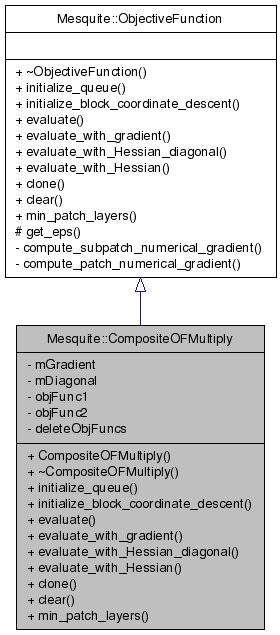 Mesquite::ObjectiveFunction
+ ~ObjectiveFunction()
+ initialize_queue()
+ initialize_block_coordinate_descent()
+ evaluate()
+ evaluate_with_gradient()
+ evaluate_with_Hessian_diagonal()
+ evaluate_with_Hessian()
+ clone()
+ clear()
+ min_patch_layers()
# get_eps()
- compute_subpatch_numerical_gradient()
- compute_patch_numerical_gradient()
Mesquite::CompositeOFMultiply
- mGradient
- mDiagonal
- objFunc1
- objFunc2
- deleteObjFuncs
+ CompositeOFMultiply()
+ ~CompositeOFMultiply()
+ initialize_queue()
+ initialize_block_coordinate_descent()
+ evaluate()
+ evaluate_with_gradient()
+ evaluate_with_Hessian_diagonal()
+ evaluate_with_Hessian()
+ clone()
+ clear()
+ min_patch_layers()